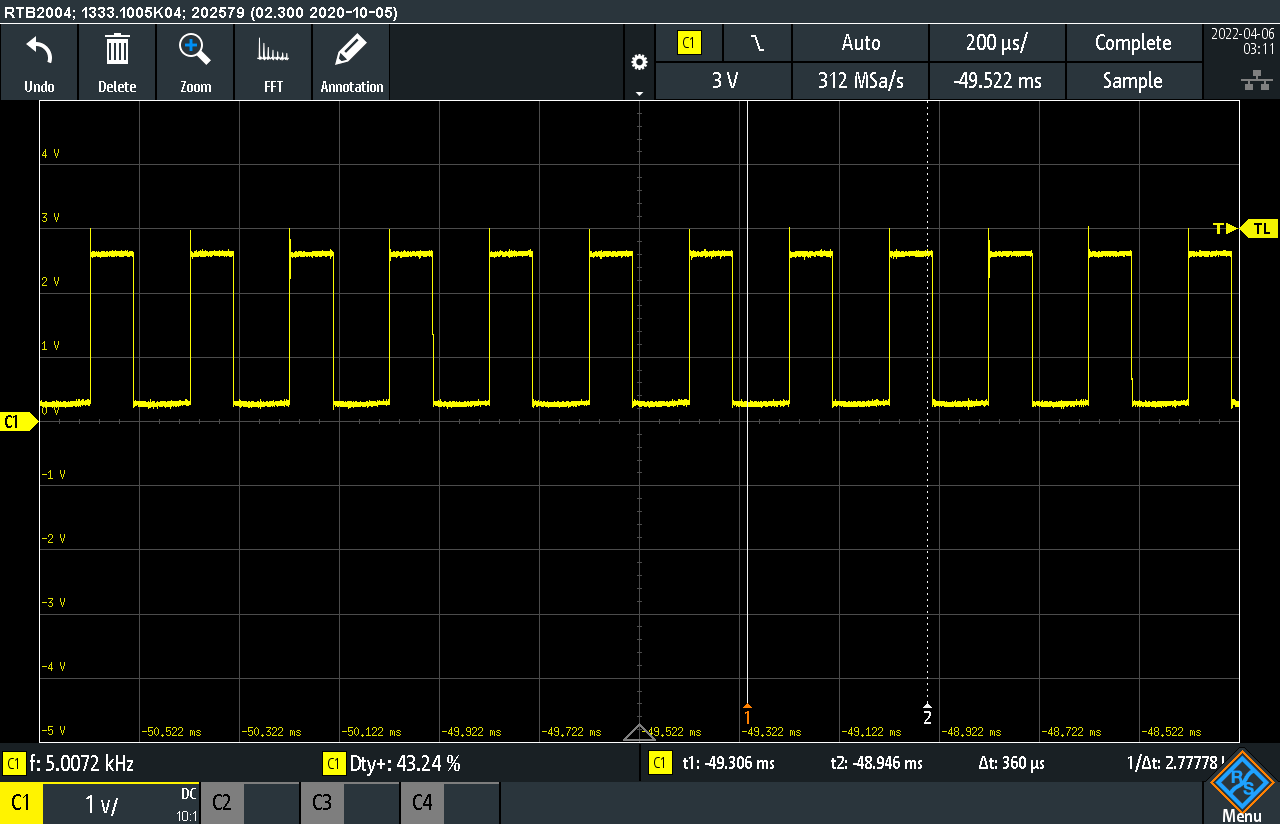 RTB2004; 1333.1005K04; 202579 (02.300 2020-10-05)
Undo Delete Zoom FFT Annotation
C1 Auto 200 µs/ Complete
3 V 312 MSa/s -49.522 ms Sample
2022-04-06
03:11
4 V
3 V
T TL
2 V
1 V
0 V
C1
-1 V
-2 V
-3 V
-4 V
1 2
-5 V -50.522 ms -50.322 ms -50.122 ms -49.922 ms -49.722 ms -49.522 ms -49.322 ms -49.122 ms -48.922 ms -48.722 ms -48.522 ms
C1 f: 5.0072 kHz C1 Dty+: 43.24 % C1 t1: -49.306 ms t2: -48.946 ms Δt: 360 µs 1/Δt: 2.77778
C1 1 V/ DC 10:1 C2 C3 C4
R S
Menu